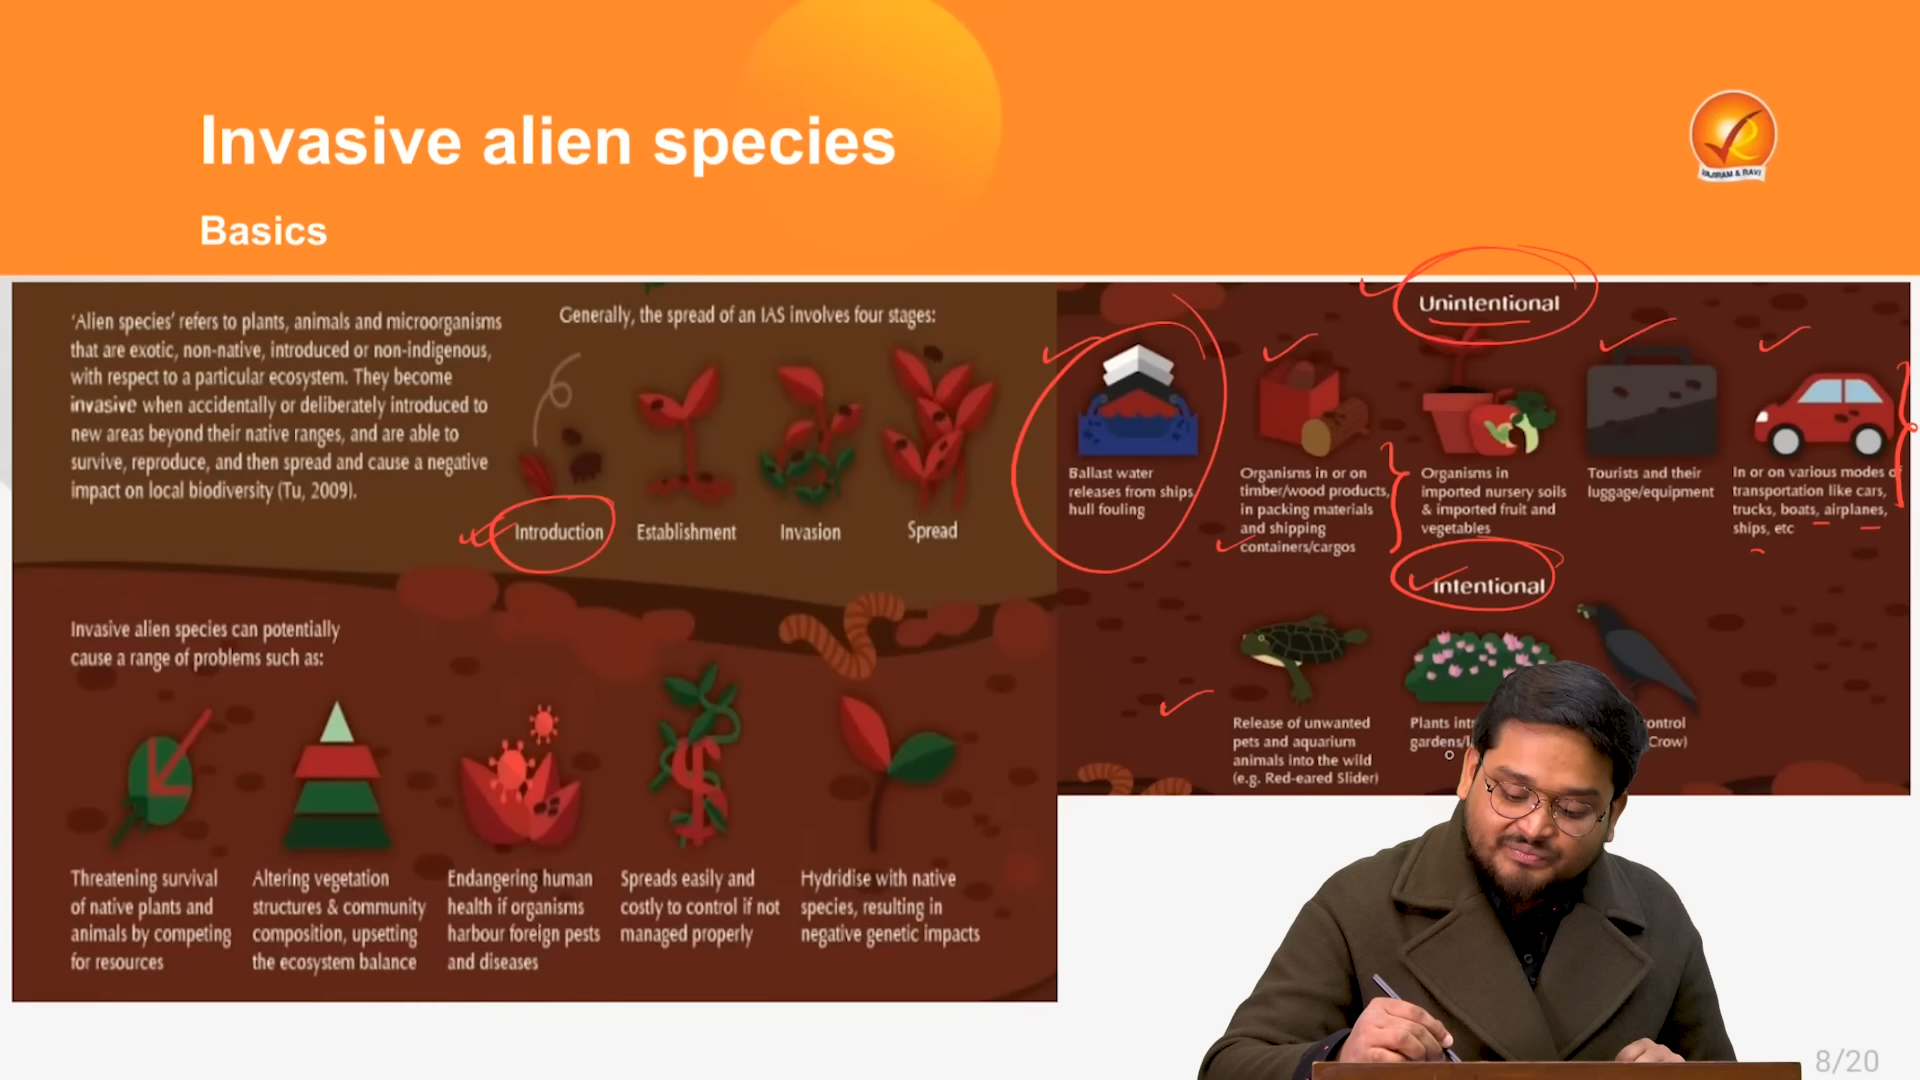 Invasive alien species
Basics
VAJIRAM & RAVI
'Alien species' refers to plants, animals and microorganisms
that are exotic, non-native, introduced or non-indigenous,
with respect to a particular ecosystem. They become
invasive when accidentally or deliberately introduced to
new areas beyond their native ranges, and are able to
survive, reproduce, and then spread and cause a negative
impact on local biodiversity (Tu, 2009).
Generally, the spread of an IAS involves four stages:
Introduction
Establishment
Invasion
Spread
Invasive alien species can potentially
cause a range of problems such as:
Threatening survival
of native plants and
animals by competing
for resources
Altering vegetation
structures & community
composition, upsetting
the ecosystem balance
Endangering human
health if organisms
harbour foreign pests
and diseases
Spreads easily and
costly to control if not
managed properly
Hydridise with native
species, resulting in
negative genetic impacts
Unintentional
Ballast water
releases from ships,
hull fouling
Organisms in or on
timber/wood products,
in packing materials
and shipping
containers/cargos
Organisms in
imported nursery soils
& imported fruit and
vegetables
Tourists and their
luggage/equipment
In or on various modes of
transportation like cars,
trucks, boats, airplanes,
ships, etc
Intentional
Release of unwanted
pets and aquarium
animals into the wild
(e.g. Red-eared Slider)
Plants
gardens/
Crow)
8/20